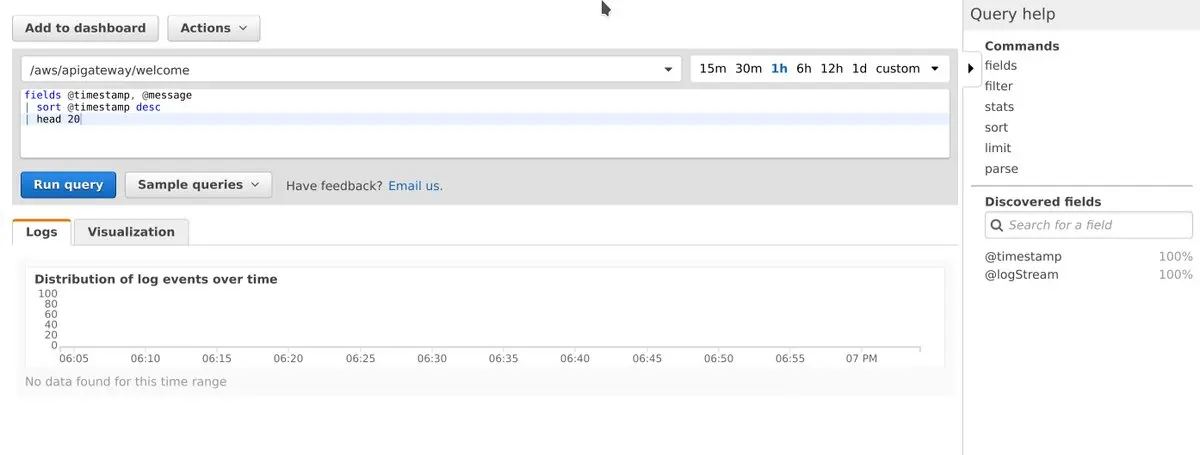 Add to dashboard
Actions
/aws/apigateway/welcome
15m 30m 1h 6h 12h 1d custom
fields @timestamp, @message
| sort @timestamp desc
| head 20
Run query
Sample queries
Have feedback? Email us.
Logs
Visualization
Distribution of log events over time
100
80
60
40
20
0
06:05 06:10 06:15 06:20 06:25 06:30 06:35 06:40 06:45 06:50 06:55 07 PM
No data found for this time range
Query help
Commands
fields
filter
stats
sort
limit
parse
Discovered fields
Search for a field
@timestamp 100%
@logStream 100%